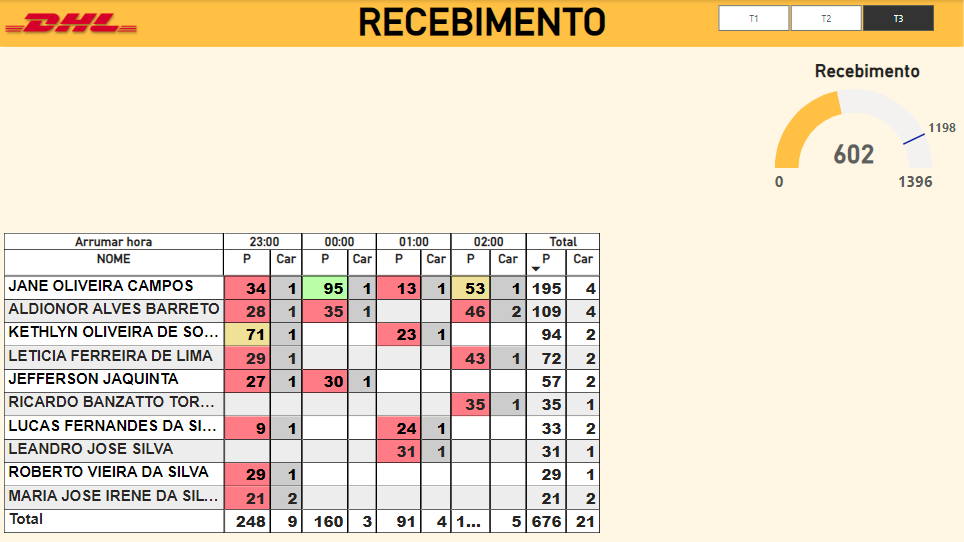 DHL RECEBIMENTO T1 T2 T3
Recebimento
1198
602
0 1396
Arrumar hora 23:00 00:00 01:00 02:00 Total
NOME P Car P Car P Car P Car P Car
JANE OLIVEIRA CAMPOS 34 1 95 1 13 1 53 1 195 4
ALDIONOR ALVES BARRETO 28 1 35 1 46 2 109 4
KETHLYN OLIVEIRA DE SO... 71 1 23 1 94 2
LETICIA FERREIRA DE LIMA 29 1 43 1 72 2
JEFFERSON JAQUINTA 27 1 30 1 57 2
RICARDO BANZATTO TOR... 35 1 35 1
LUCAS FERNANDES DA SI... 9 1 24 1 33 2
LEANDRO JOSE SILVA 31 1 31 1
ROBERTO VIEIRA DA SILVA 29 1 29 1
MARIA JOSE IRENE DA SIL... 21 2 21 2
Total 248 9 160 3 91 4 1... 5 676 21